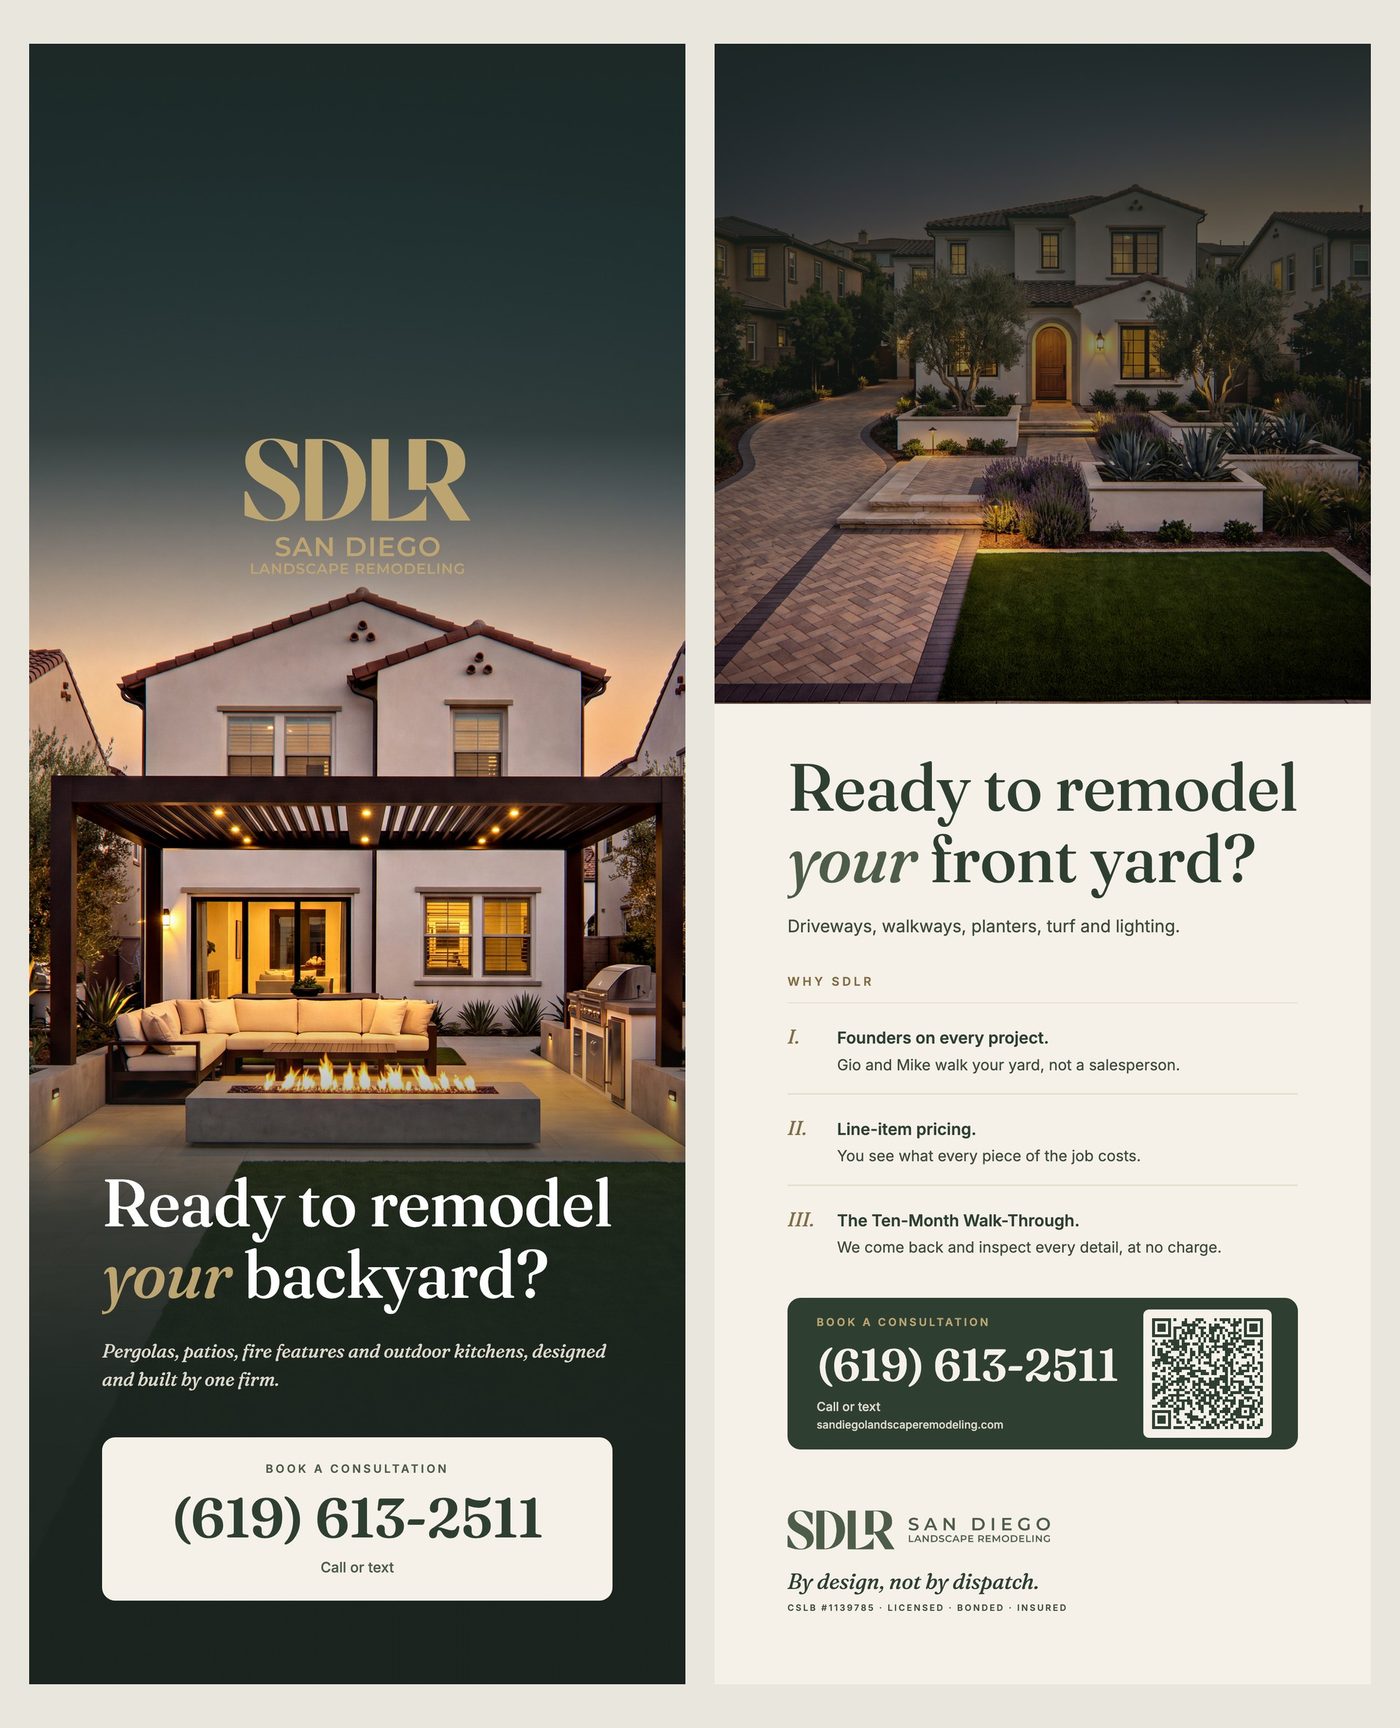 SDLR
SAN DIEGO
LANDSCAPE REMODELING
Ready to remodel
your backyard?
Pergolas, patios, fire features and outdoor kitchens, designed
and built by one firm.
BOOK A CONSULTATION
(619) 613-2511
Call or text
Ready to remodel
your front yard?
Driveways, walkways, planters, turf and lighting.
WHY SDLR
I. Founders on every project.
Gio and Mike walk your yard, not a salesperson.
II. Line-item pricing.
You see what every piece of the job costs.
III. The Ten-Month Walk-Through.
We come back and inspect every detail, at no charge.
BOOK A CONSULTATION
(619) 613-2511
Call or text
sandiegolandscaperemodeling.com
SDLR SAN DIEGO
LANDSCAPE REMODELING
By design, not by dispatch.
CSLB #1139785 · LICENSED · BONDED · INSURED